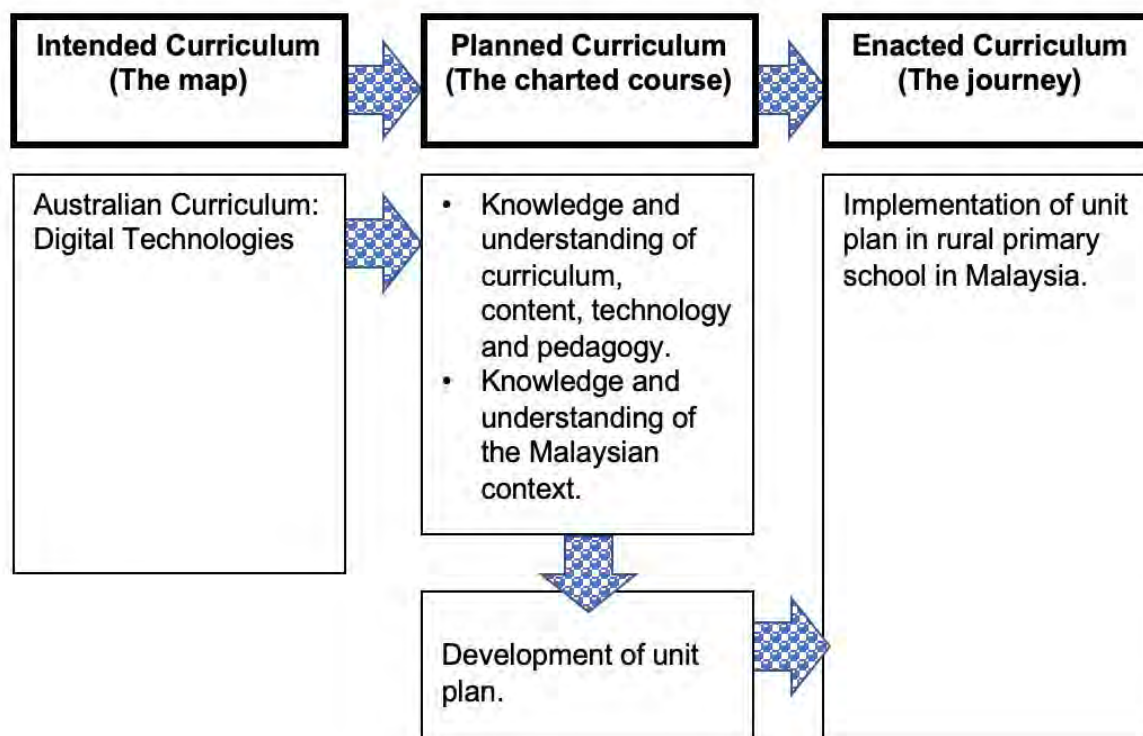 Intended Curriculum
(The map)
Planned Curriculum
(The charted course)
Enacted Curriculum
(The journey)
Australian Curriculum:
Digital Technologies
• Knowledge and
understanding of
curriculum,
content, technology
and pedagogy.
• Knowledge and
understanding of
the Malaysian
context.
Development of unit
plan.
Implementation of unit
plan in rural primary
school in Malaysia.